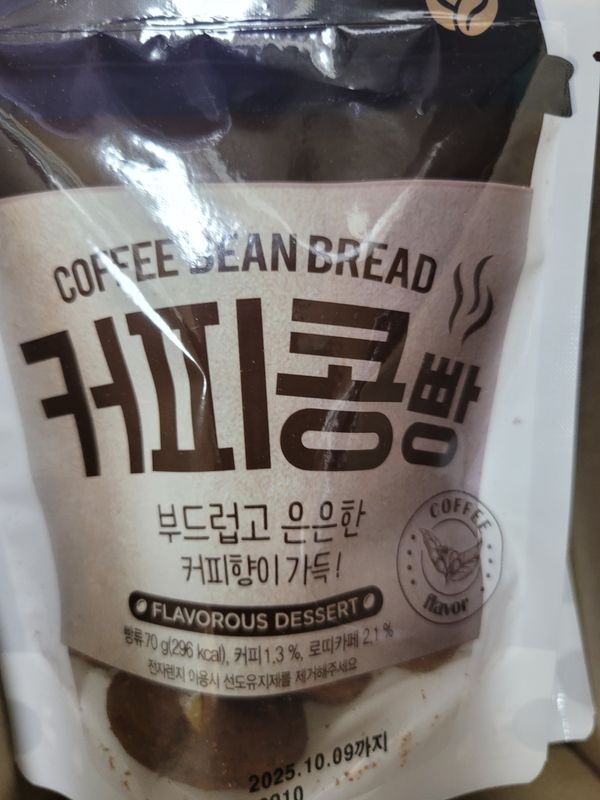 COFFEE BEAN BREAD
커피콩빵
부드럽고 은은한
커피향이 가득!
FLAVOROUS DESSERT
COFFEE
flavor
빵류 70 g(296 kcal), 커피 1.3 %, 로띠카페 2.1 %
전자렌지 이용시 선도유지제를 제거해주세요
2025.10.09까지